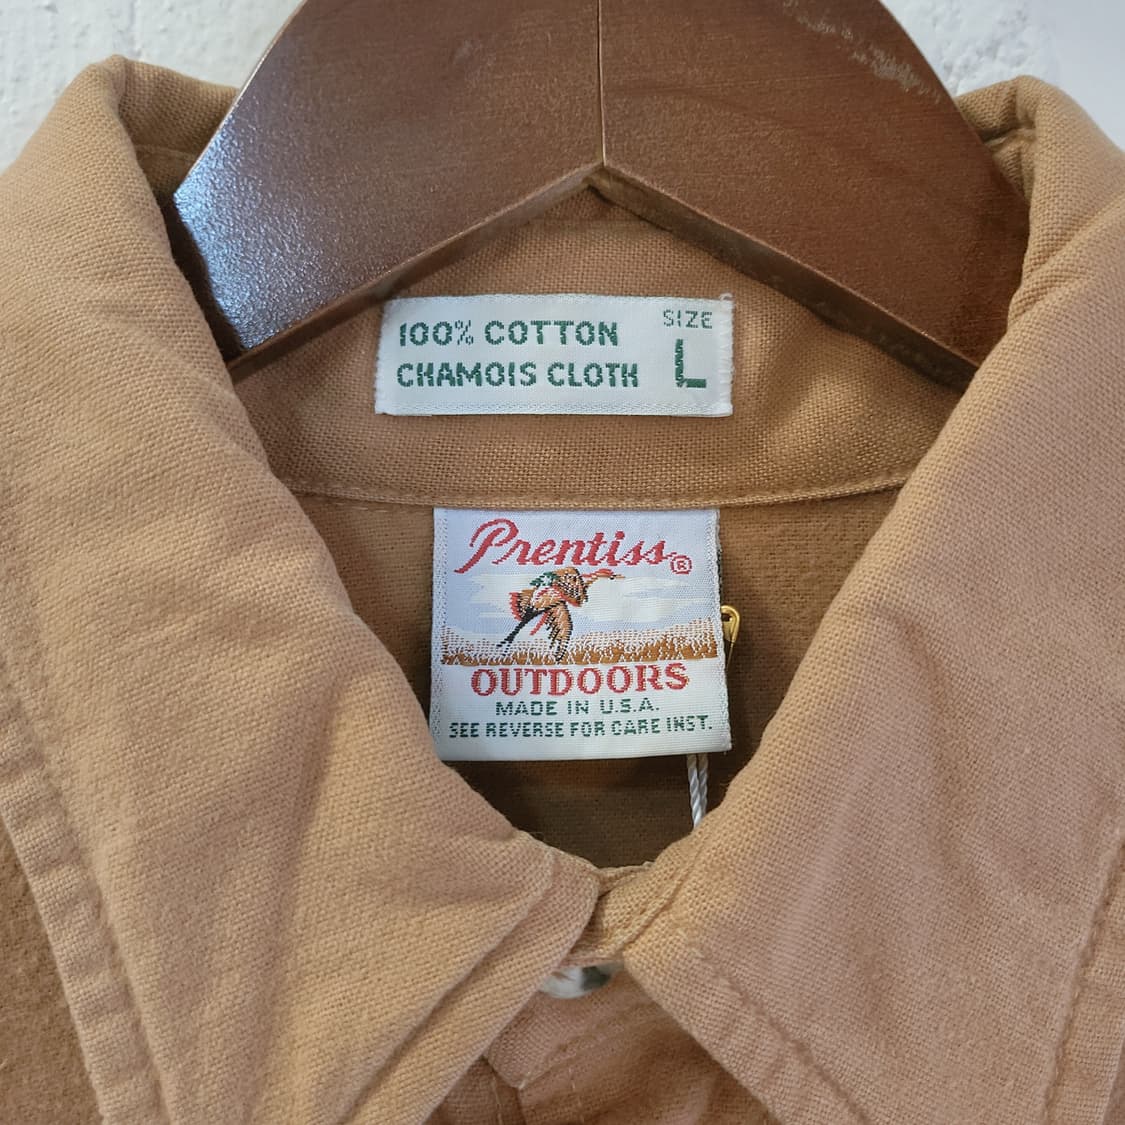 100% COTTON
CHAMOIS CLOTH
SIZE
L
Prentiss®
OUTDOORS
MADE IN U.S.A.
SEE REVERSE FOR CARE INST.